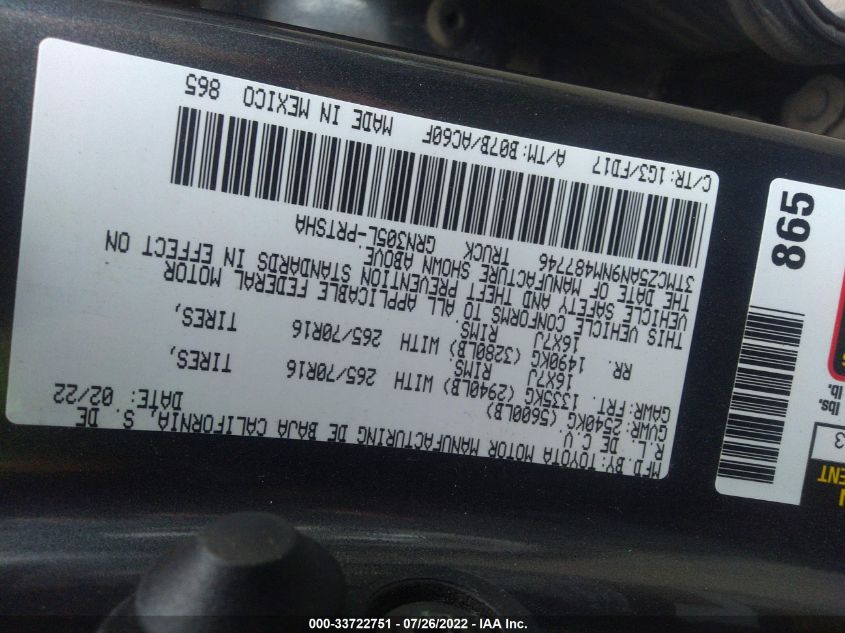 MFD.BY:TOYOTA MOTOR MANUFACTURING DE BAJA CALIFORNIA, S. DE
R.L. DE C.V. DATE: 02/22
GVWR:2540KG (5600LB)
GAWR:FRT. 1333KG (2940LB) WITH 265/70R16 TIRES,
16X7J RIMS
RR. 1490KG (3280LB) WITH 265/70R16 TIRES,
16X7J RIMS
THIS VEHICLE CONFORMS TO ALL APPLICABLE FEDERAL MOTOR
VEHICLE SAFETY AND THEFT PREVENTION STANDARDS IN EFFECT ON
THE DATE OF MANUFACTURE SHOWN ABOVE.
3TMCZ5AN9NM487746 TRUCK GRN305L-PRTSHA
C/TR:1G3/FD17 A/TM:B07B/AC60F MADE IN MEXICO 865
865
lbs.
lb.
3
000-33722751 - 07/26/2022 - IAA Inc.